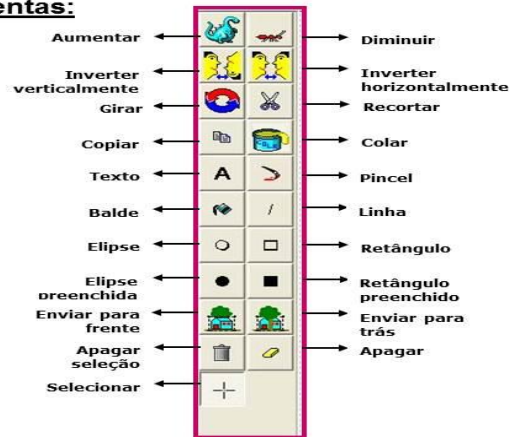 entas:
Aumentar
Diminuir
Inverter
verticalmente
Inverter
horizontalmente
Girar
Recortar
Copiar
Colar
Texto
A
Pincel
Balde
Linha
Elipse
Retângulo
Elipse
preenchida
Retângulo
preenchido
Enviar para
frente
Enviar para
trás
Apagar
seleção
Apagar
Selecionar